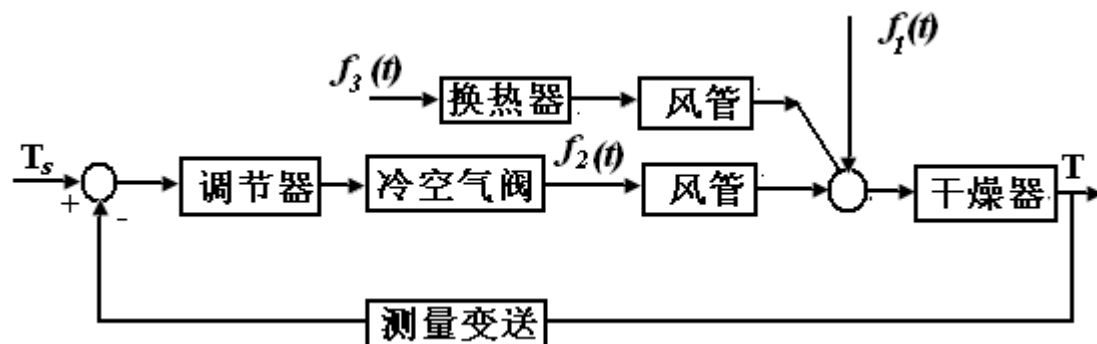 f₁(t)
f₃(t) 换热器 风管
Tₛ + - 调节器 冷空气阀 f₂(t) 风管 干燥器 T
测量变送